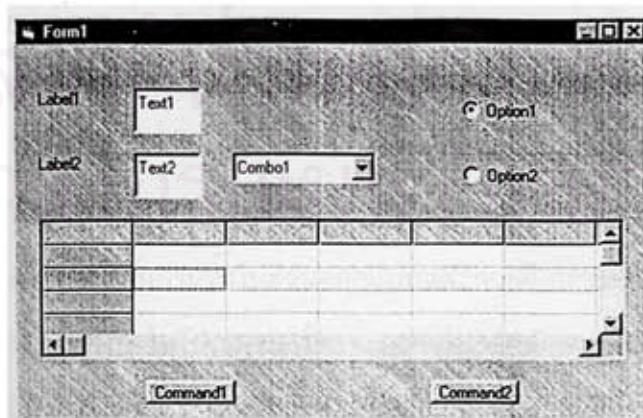 Form1
Label1 Text1 Option1
Label2 Text2 Combo1 Option2
Command1 Command2